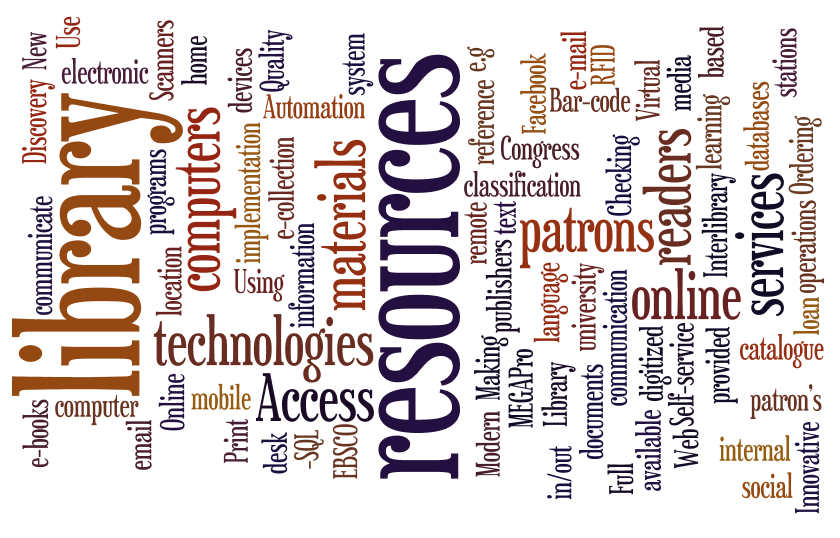 New
Use
electronic
Scanners
home
devices
Quality
system
Discovery
library
Automation
communicate
programs
computers
implementation
e-collection
materials
location
Using
information
technologies
Access
resources
e-books
computer
email
Online
mobile
Print
desk
-SQL
EBSCO
e.g
reference
Facebook
e-mail
RFID
Bar-code
Virtual
media
based
stations
Congress
classification
Checking
readers
learning
databases
Ordering
remote
text
patrons
Interlibrary
services
operations
publishers
language
university
communication
online
loan
Making
MEGAPro
Library
documents
digitized
Self-service
provided
catalogue
patron's
Modern
in/out
Full
available
Web
internal
social
Innovative